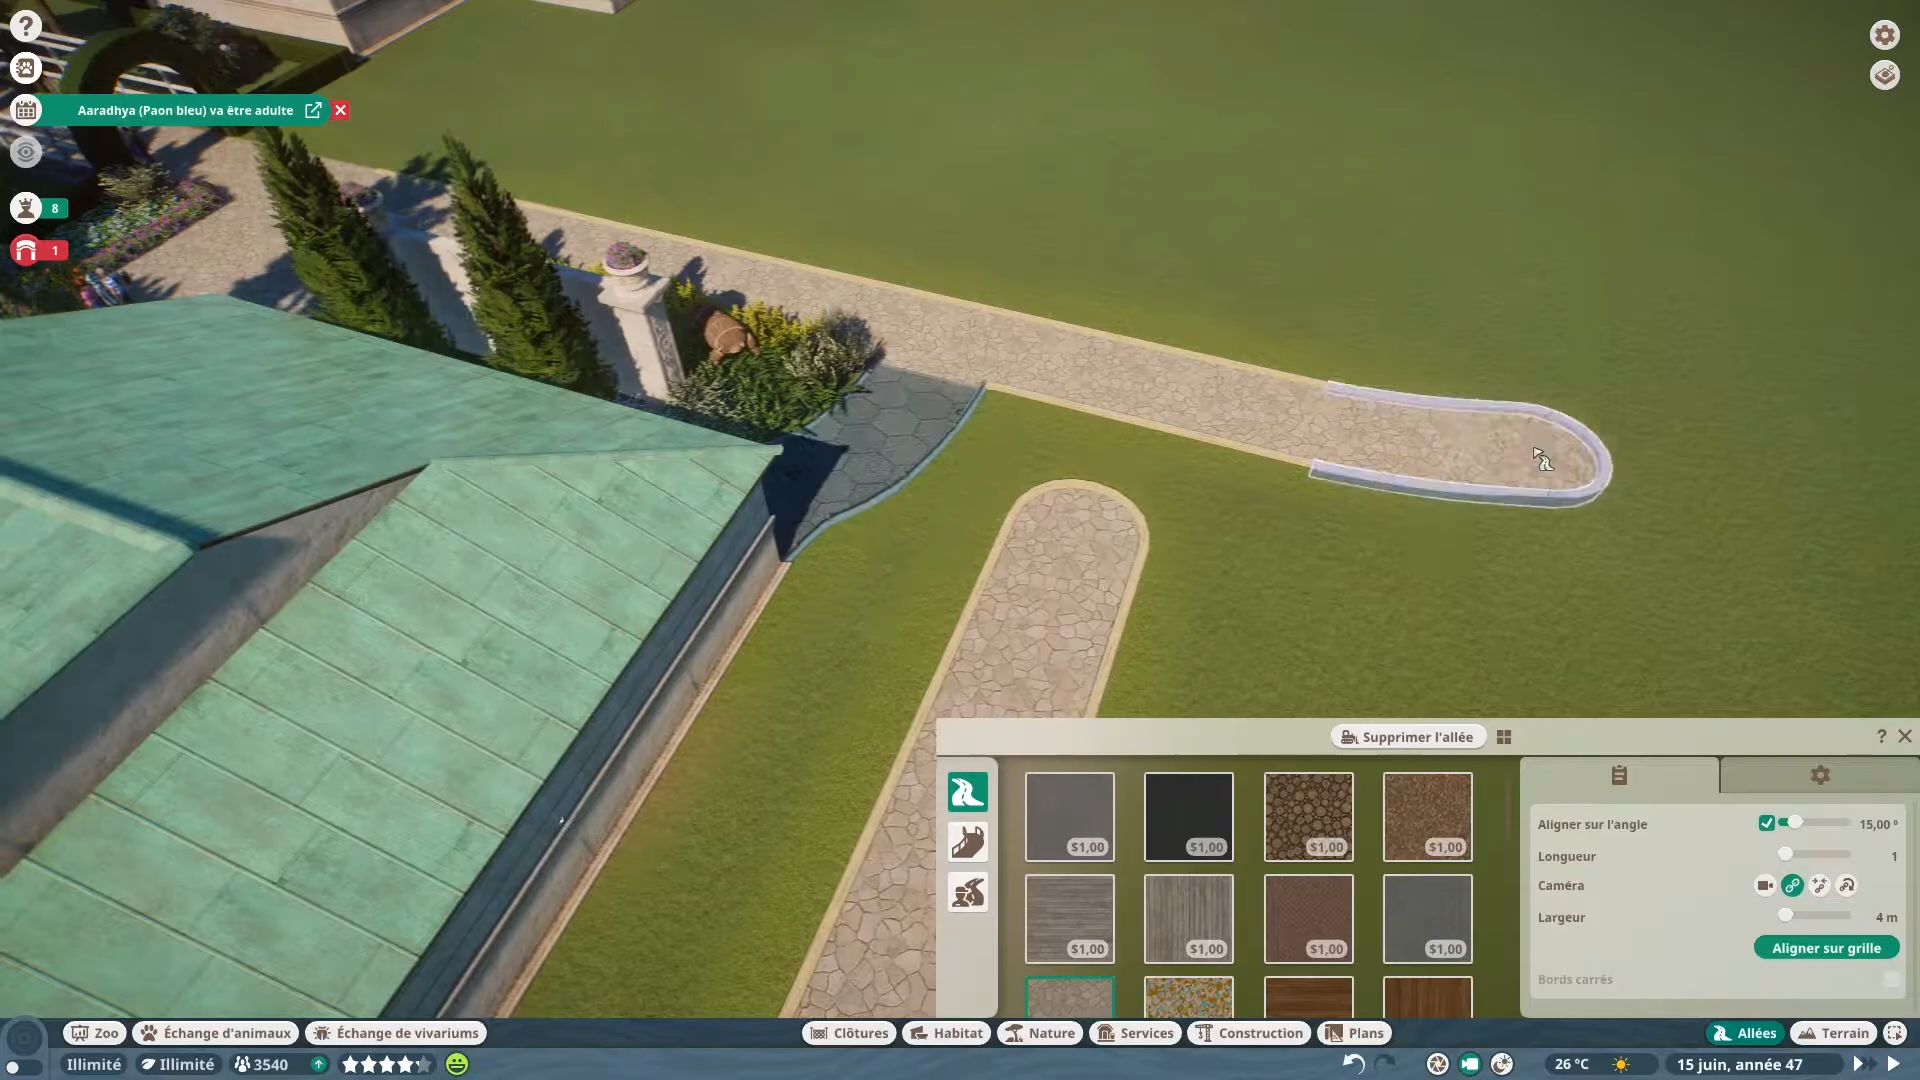 ?
Aaradhya (Paon bleu) va être adulte
8
1
Supprimer l'allée
?
$1,00
$1,00
$1,00
$1,00
$1,00
$1,00
$1,00
$1,00
Aligner sur l'angle
15,00 °
Longueur
1
Caméra
Largeur
4 m
Aligner sur grille
Bords carrés
Zoo
Échange d'animaux
Échange de vivariums
Clôtures
Habitat
Nature
Services
Construction
Plans
Allées
Terrain
Illimité
Illimité
3540
26 °C
15 juin, année 47